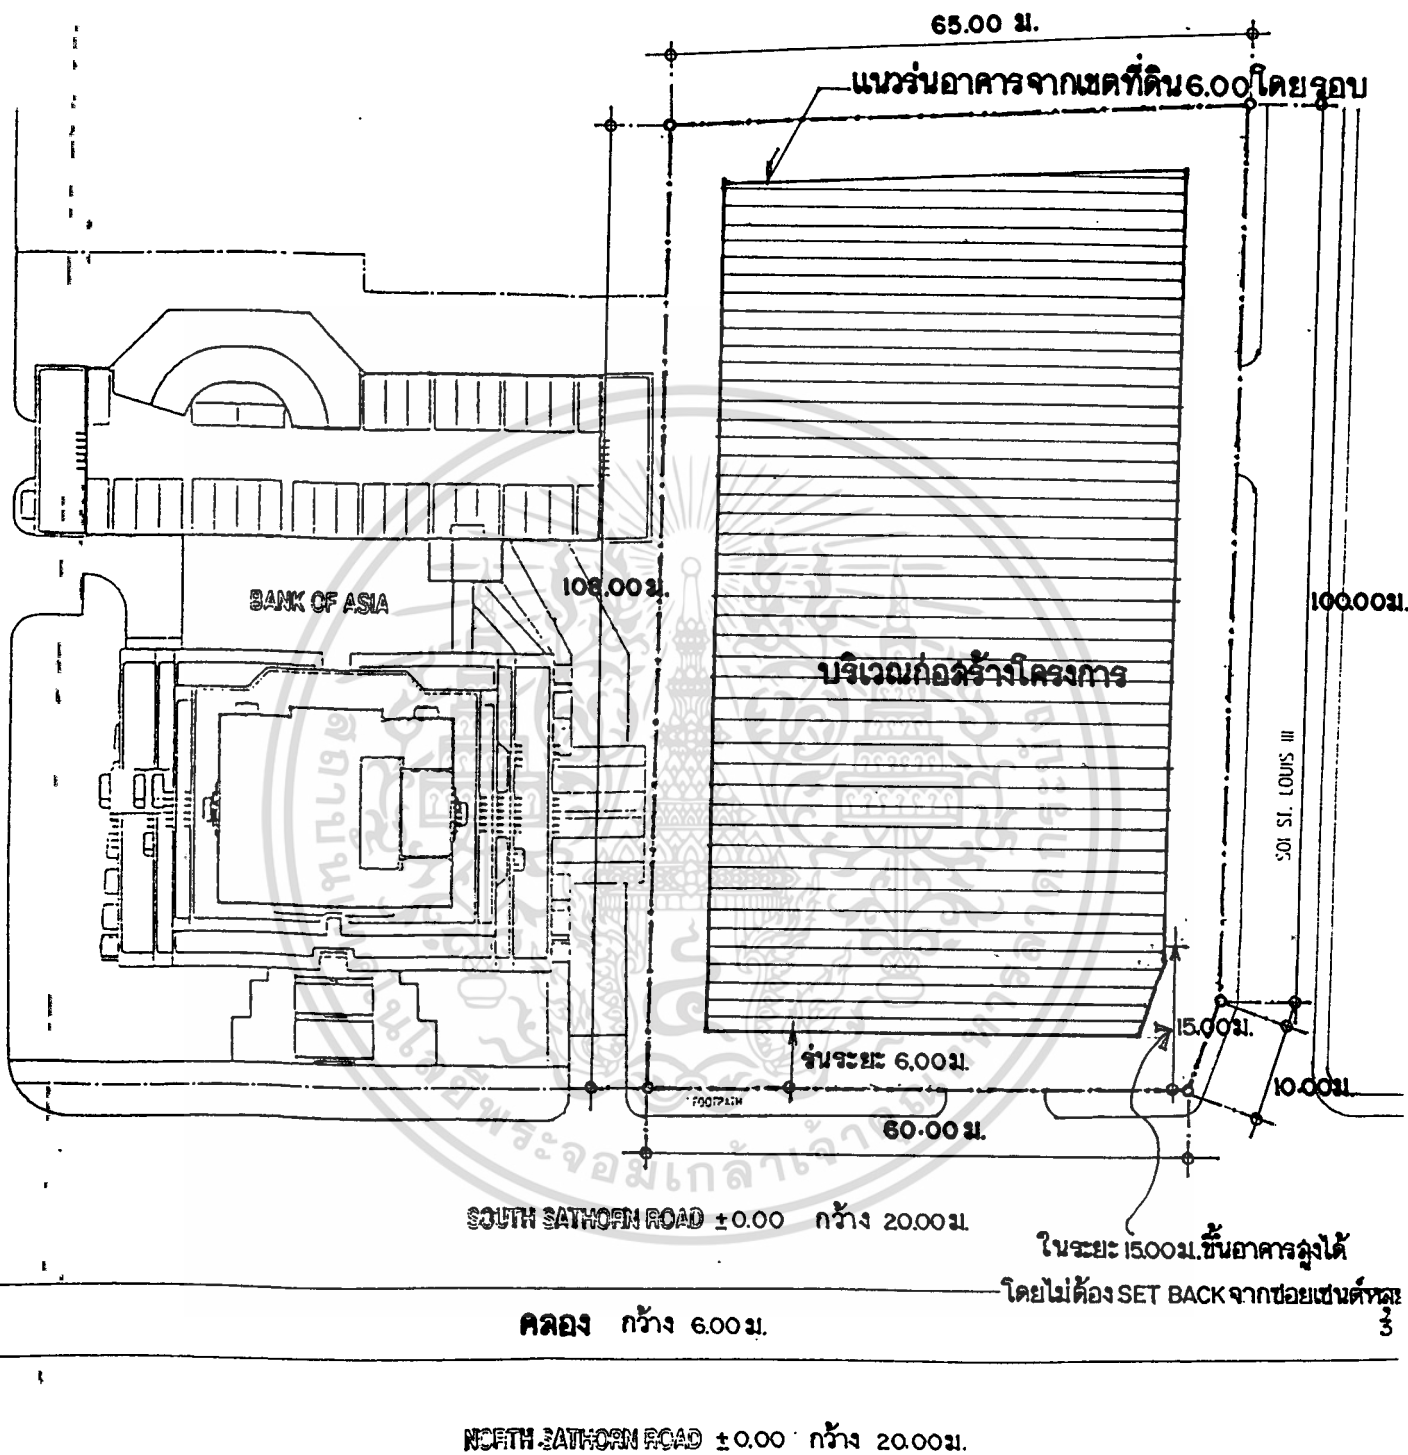 65.00 ม.
แนวร่นอาคารจากเขตที่ดิน 6.00 โดยรอบ
BANK OF ASIA
108.00 ม.
100.00 ม.
บริเวณก่อสร้างโครงการ
SOI ST. LOUIS III
15.00 ม.
ร่นระยะ 6.00 ม.
10.00 ม.
FOOTPATH
60.00 ม.
SOUTH SATHORN ROAD ±0.00 กว้าง 20.00 ม.
ในระยะ 15.00 ม. ขึ้นอาคารสูงได้
โดยไม่ต้อง SET BACK จากซอยเซนต์หลุย
3
คลอง กว้าง 6.00 ม.
NORTH SATHORN ROAD ±0.00 กว้าง 20.00 ม.